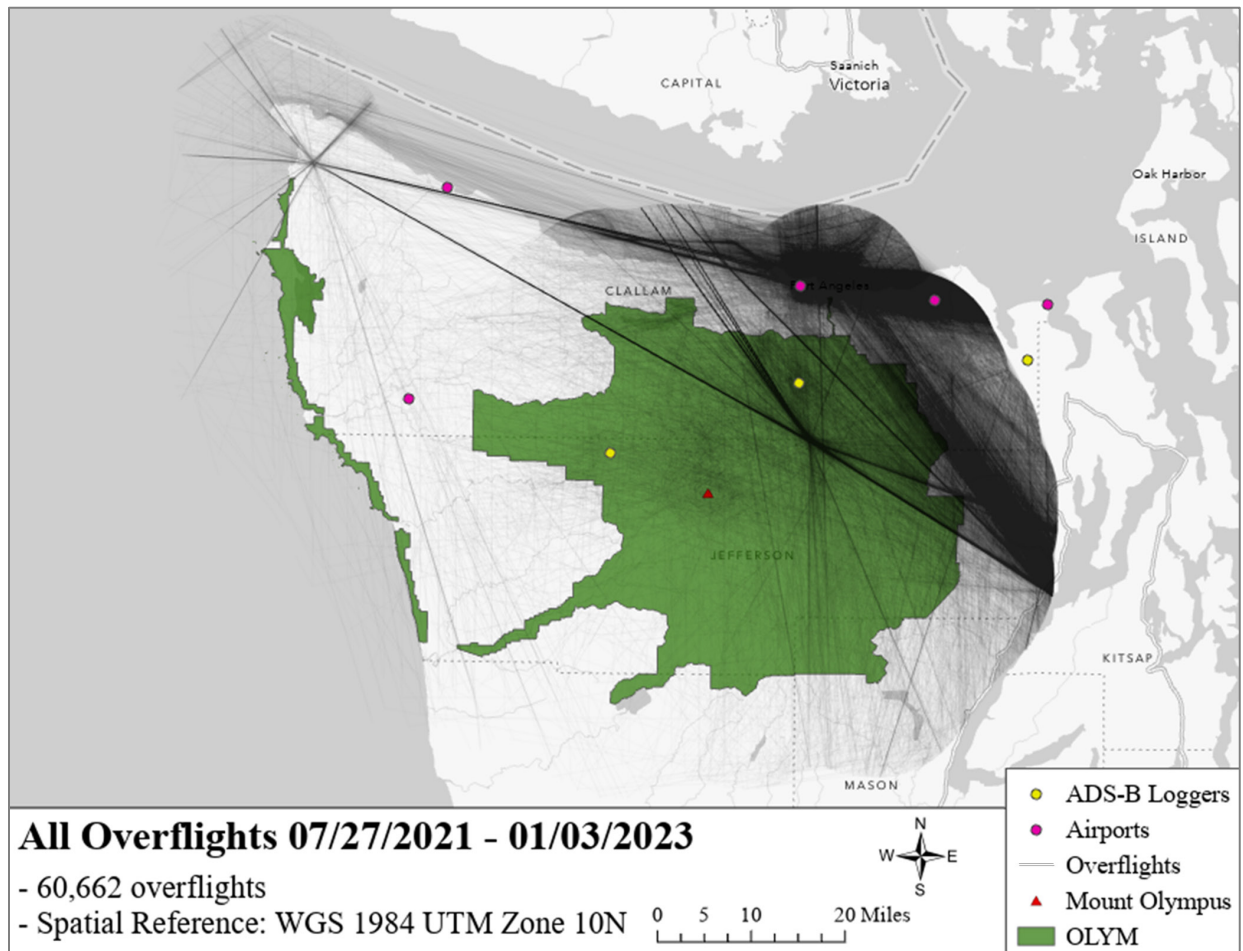 Saanich
Victoria
CAPITAL
Oak Harbor
ISLAND
CLALLAM
Port Angeles
JEFFERSON
KITSAP
MASON
All Overflights 07/27/2021 - 01/03/2023
- 60,662 overflights
- Spatial Reference: WGS 1984 UTM Zone 10N
N
W E
S
0 5 10 20 Miles
ADS-B Loggers
Airports
Overflights
Mount Olympus
OLYM